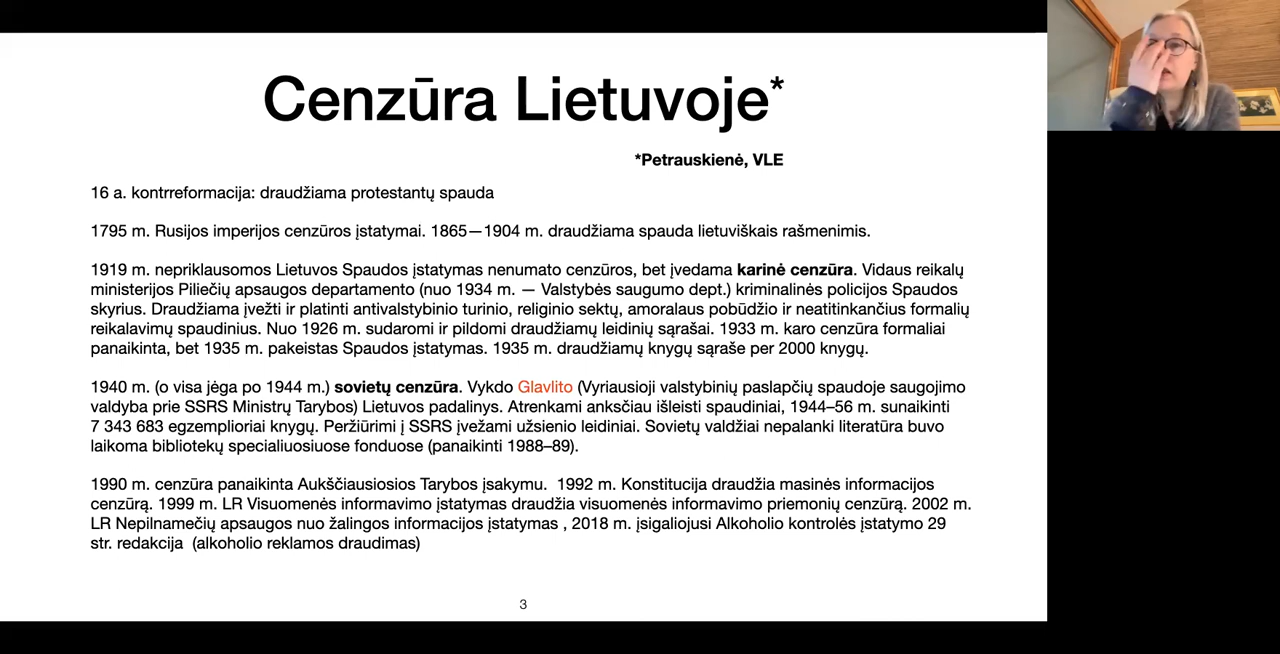 Cenzūra Lietuvoje*
*Petrauskienė, VLE
16 a. kontrreformacija: draudžiama protestantų spauda
1795 m. Rusijos imperijos cenzūros įstatymai. 1865—1904 m. draudžiama spauda lietuviškais rašmenimis.
1919 m. nepriklausomos Lietuvos Spaudos įstatymas nenumato cenzūros, bet įvedama karinė cenzūra. Vidaus reikalų
ministerijos Piliečių apsaugos departamento (nuo 1934 m. — Valstybės saugumo dept.) kriminalinės policijos Spaudos
skyrius. Draudžiama įvežti ir platinti antivalstybinio turinio, religinio sektų, amoralaus pobūdžio ir neatitinkančius formalių
reikalavimų spaudinius. Nuo 1926 m. sudaromi ir pildomi draudžiamų leidinių sąrašai. 1933 m. karo cenzūra formaliai
panaikinta, bet 1935 m. pakeistas Spaudos įstatymas. 1935 m. draudžiamų knygų sąraše per 2000 knygų.
1940 m. (o visa jėga po 1944 m.) sovietų cenzūra. Vykdo Glavlito (Vyriausioji valstybinių paslapčių spaudoje saugojimo
valdyba prie SSRS Ministrų Tarybos) Lietuvos padalinys. Atrenkami anksčiau išleisti spaudiniai, 1944–56 m. sunaikinti
7 343 683 egzemplioriai knygų. Peržiūrimi į SSRS įvežami užsienio leidiniai. Sovietų valdžiai nepalanki literatūra buvo
laikoma bibliotekų specialiuosiuose fonduose (panaikinti 1988–89).
1990 m. cenzūra panaikinta Aukščiausiosios Tarybos įsakymu. 1992 m. Konstitucija draudžia masinės informacijos
cenzūrą. 1999 m. LR Visuomenės informavimo įstatymas draudžia visuomenės informavimo priemonių cenzūrą. 2002 m.
LR Nepilnamečių apsaugos nuo žalingos informacijos įstatymas , 2018 m. įsigaliojusi Alkoholio kontrolės įstatymo 29
str. redakcija (alkoholio reklamos draudimas)
3